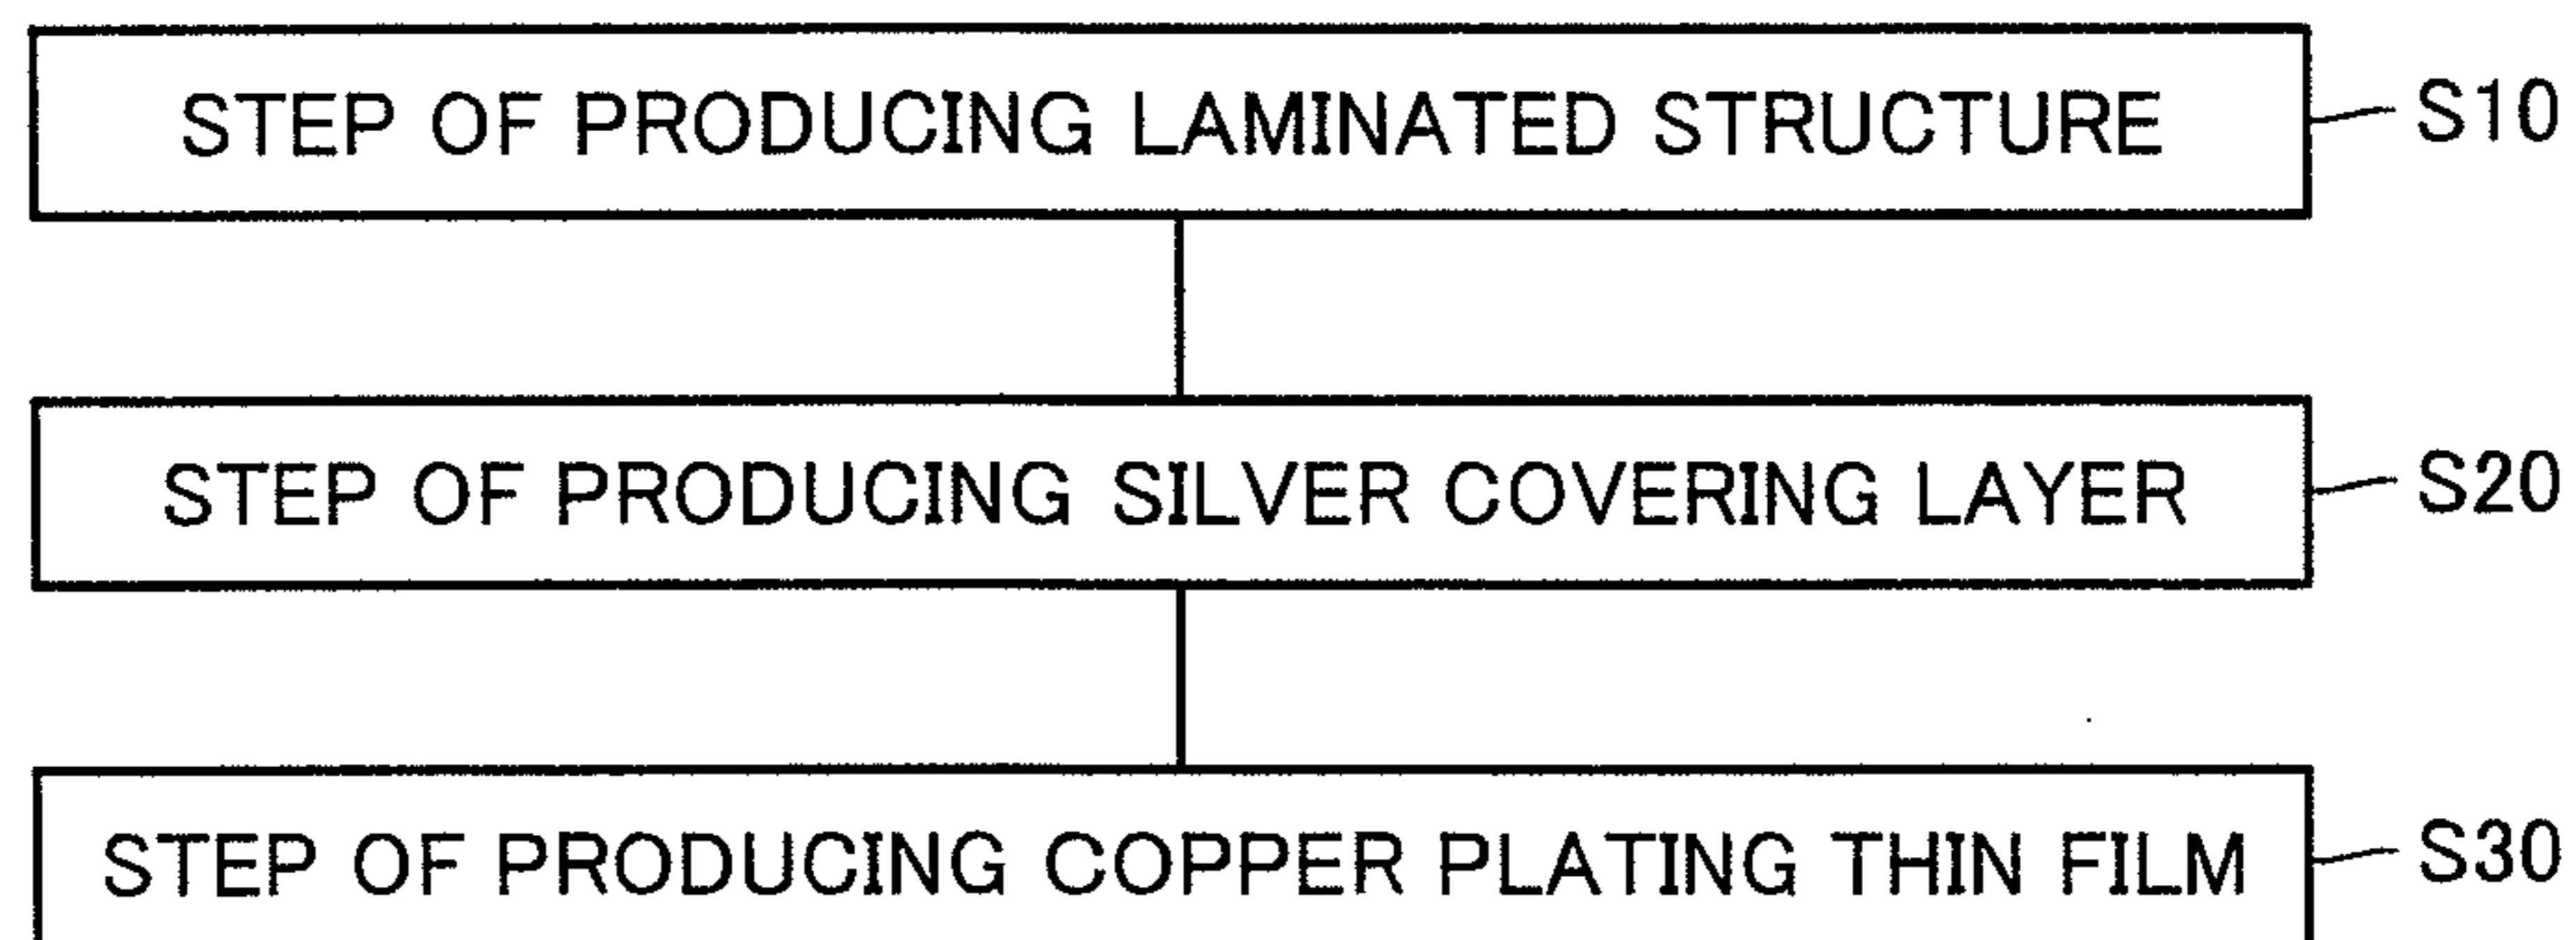 STEP OF PRODUCING LAMINATED STRUCTURE S10
STEP OF PRODUCING SILVER COVERING LAYER S20
STEP OF PRODUCING COPPER PLATING THIN FILM S30